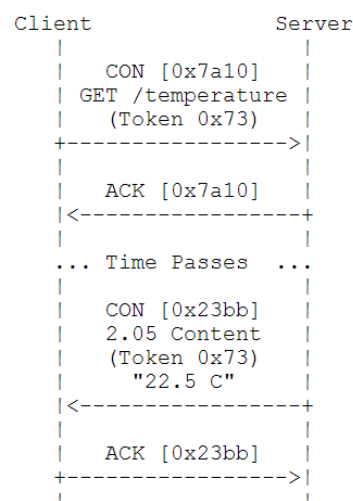 Client Server
CON [0x7a10]
GET /temperature
(Token 0x73)
ACK [0x7a10]
... Time Passes ...
CON [0x23bb]
2.05 Content
(Token 0x73)
"22.5 C"
ACK [0x23bb]